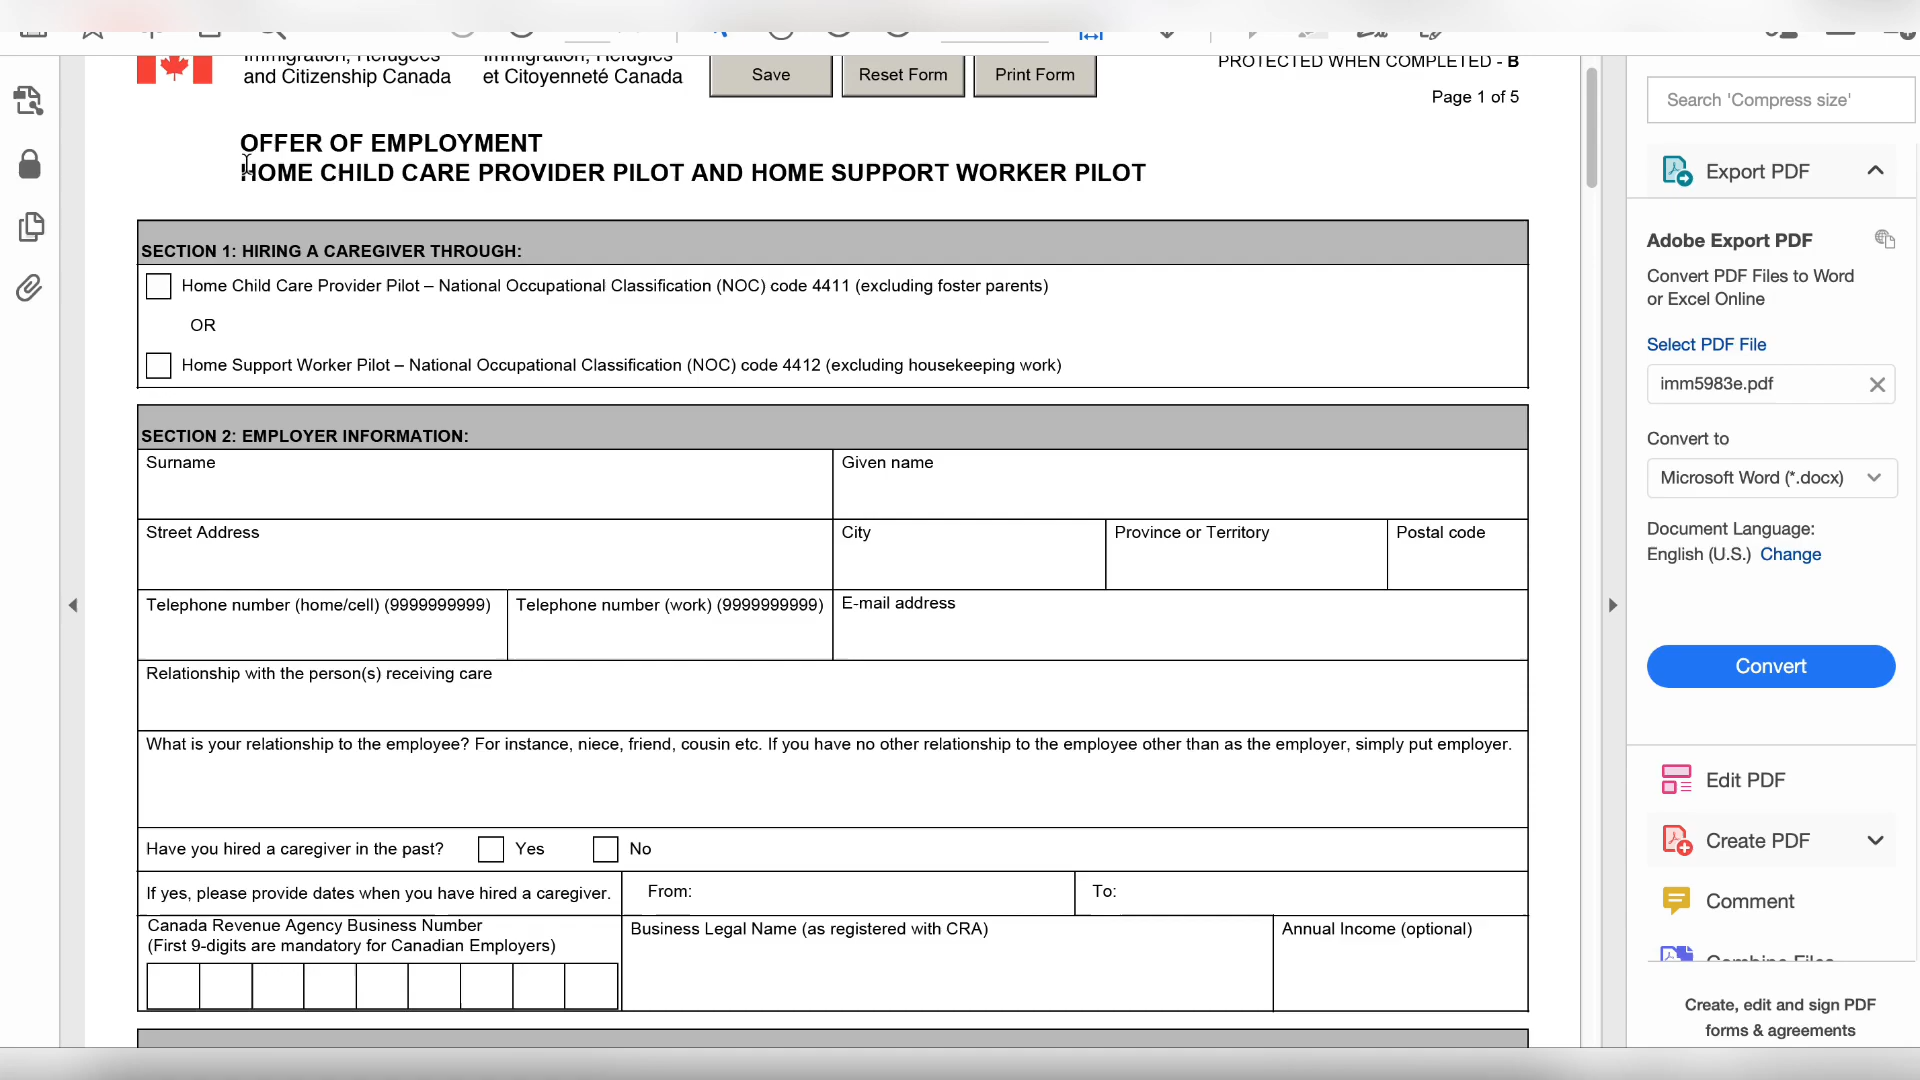 Immigration, Refugees Immigration, Réfugiés
and Citizenship Canada et Citoyenneté Canada
Save
Reset Form
Print Form
PROTECTED WHEN COMPLETED - B
Page 1 of 5
OFFER OF EMPLOYMENT
HOME CHILD CARE PROVIDER PILOT AND HOME SUPPORT WORKER PILOT
SECTION 1: HIRING A CAREGIVER THROUGH:
Home Child Care Provider Pilot – National Occupational Classification (NOC) code 4411 (excluding foster parents)
OR
Home Support Worker Pilot – National Occupational Classification (NOC) code 4412 (excluding housekeeping work)
SECTION 2: EMPLOYER INFORMATION:
Surname
Given name
Street Address
City
Province or Territory
Postal code
Telephone number (home/cell) (9999999999)
Telephone number (work) (9999999999)
E-mail address
Relationship with the person(s) receiving care
What is your relationship to the employee? For instance, niece, friend, cousin etc. If you have no other relationship to the employee other than as the employer, simply put employer.
Have you hired a caregiver in the past? Yes No
If yes, please provide dates when you have hired a caregiver.
From:
To:
Canada Revenue Agency Business Number
(First 9-digits are mandatory for Canadian Employers)
Business Legal Name (as registered with CRA)
Annual Income (optional)
Search 'Compress size'
Export PDF
Adobe Export PDF
Convert PDF Files to Word
or Excel Online
Select PDF File
imm5983e.pdf
Convert to
Microsoft Word (*.docx)
Document Language:
English (U.S.) Change
Convert
Edit PDF
Create PDF
Comment
Combine Files
Create, edit and sign PDF
forms & agreements